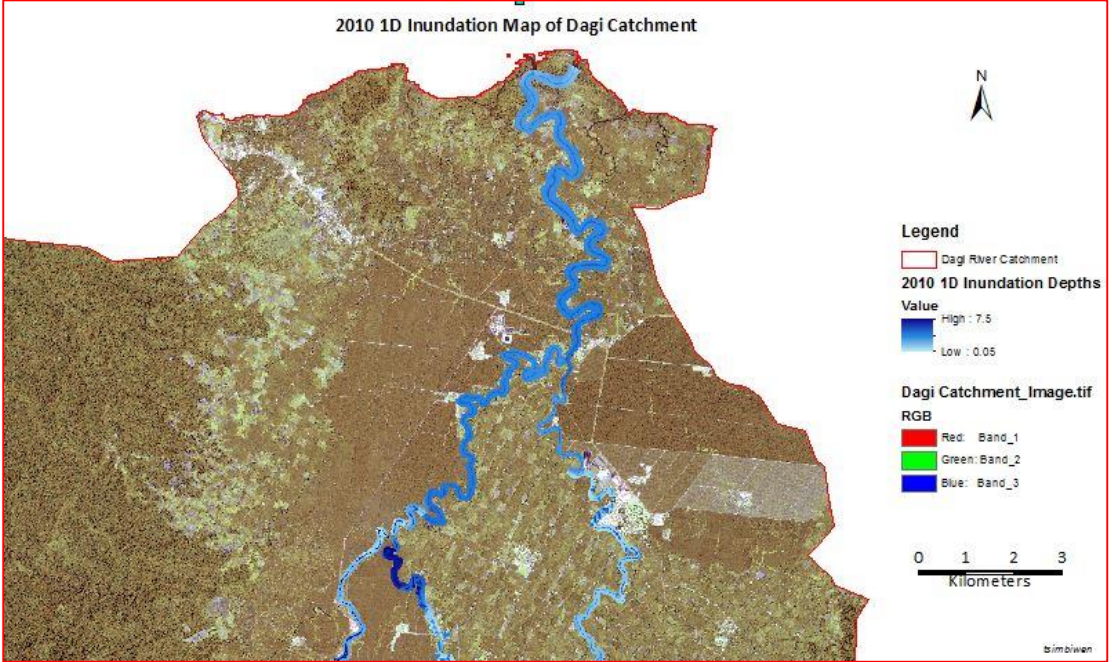 2010 1D Inundation Map of Dagi Catchment
N
Legend
Dagi River Catchment
2010 1D Inundation Depths
Value
High : 7.5
Low : 0.05
Dagi Catchment_Image.tif
RGB
Red: Band_1
Green: Band_2
Blue: Band_3
0 1 2 3
Kilometers
tsimbiwen